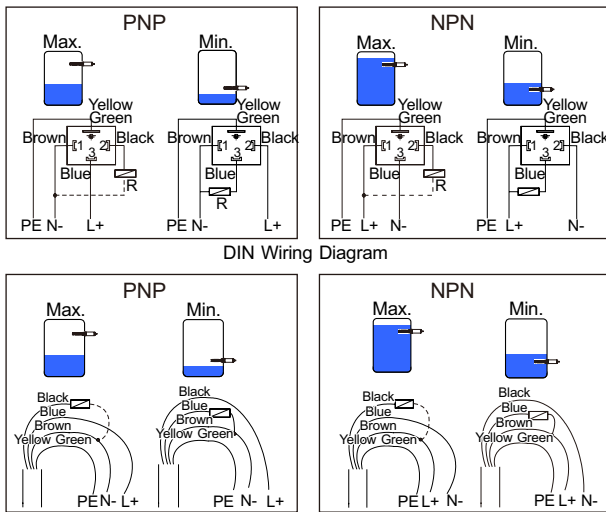 PNP NPN
Max. Min. Max. Min.
Yellow Green Yellow Green Yellow Green Yellow Green
Brown 1 2 Black Brown 1 2 Black Brown 1 2 Black Brown 1 2 Black
3 3 3 3
Blue Blue Blue Blue
R R R
PE N- L+ PE N- L+ PE L+ N- PE L+ N-
DIN Wiring Diagram
PNP NPN
Max. Min. Max. Min.
Black Black Black Black
Blue Blue Blue Blue
Brown Brown Brown Brown
Yellow Green Yellow Green Yellow Green Yellow Green
PE N- L+ PE N- L+ PE L+ N- PE L+ N-